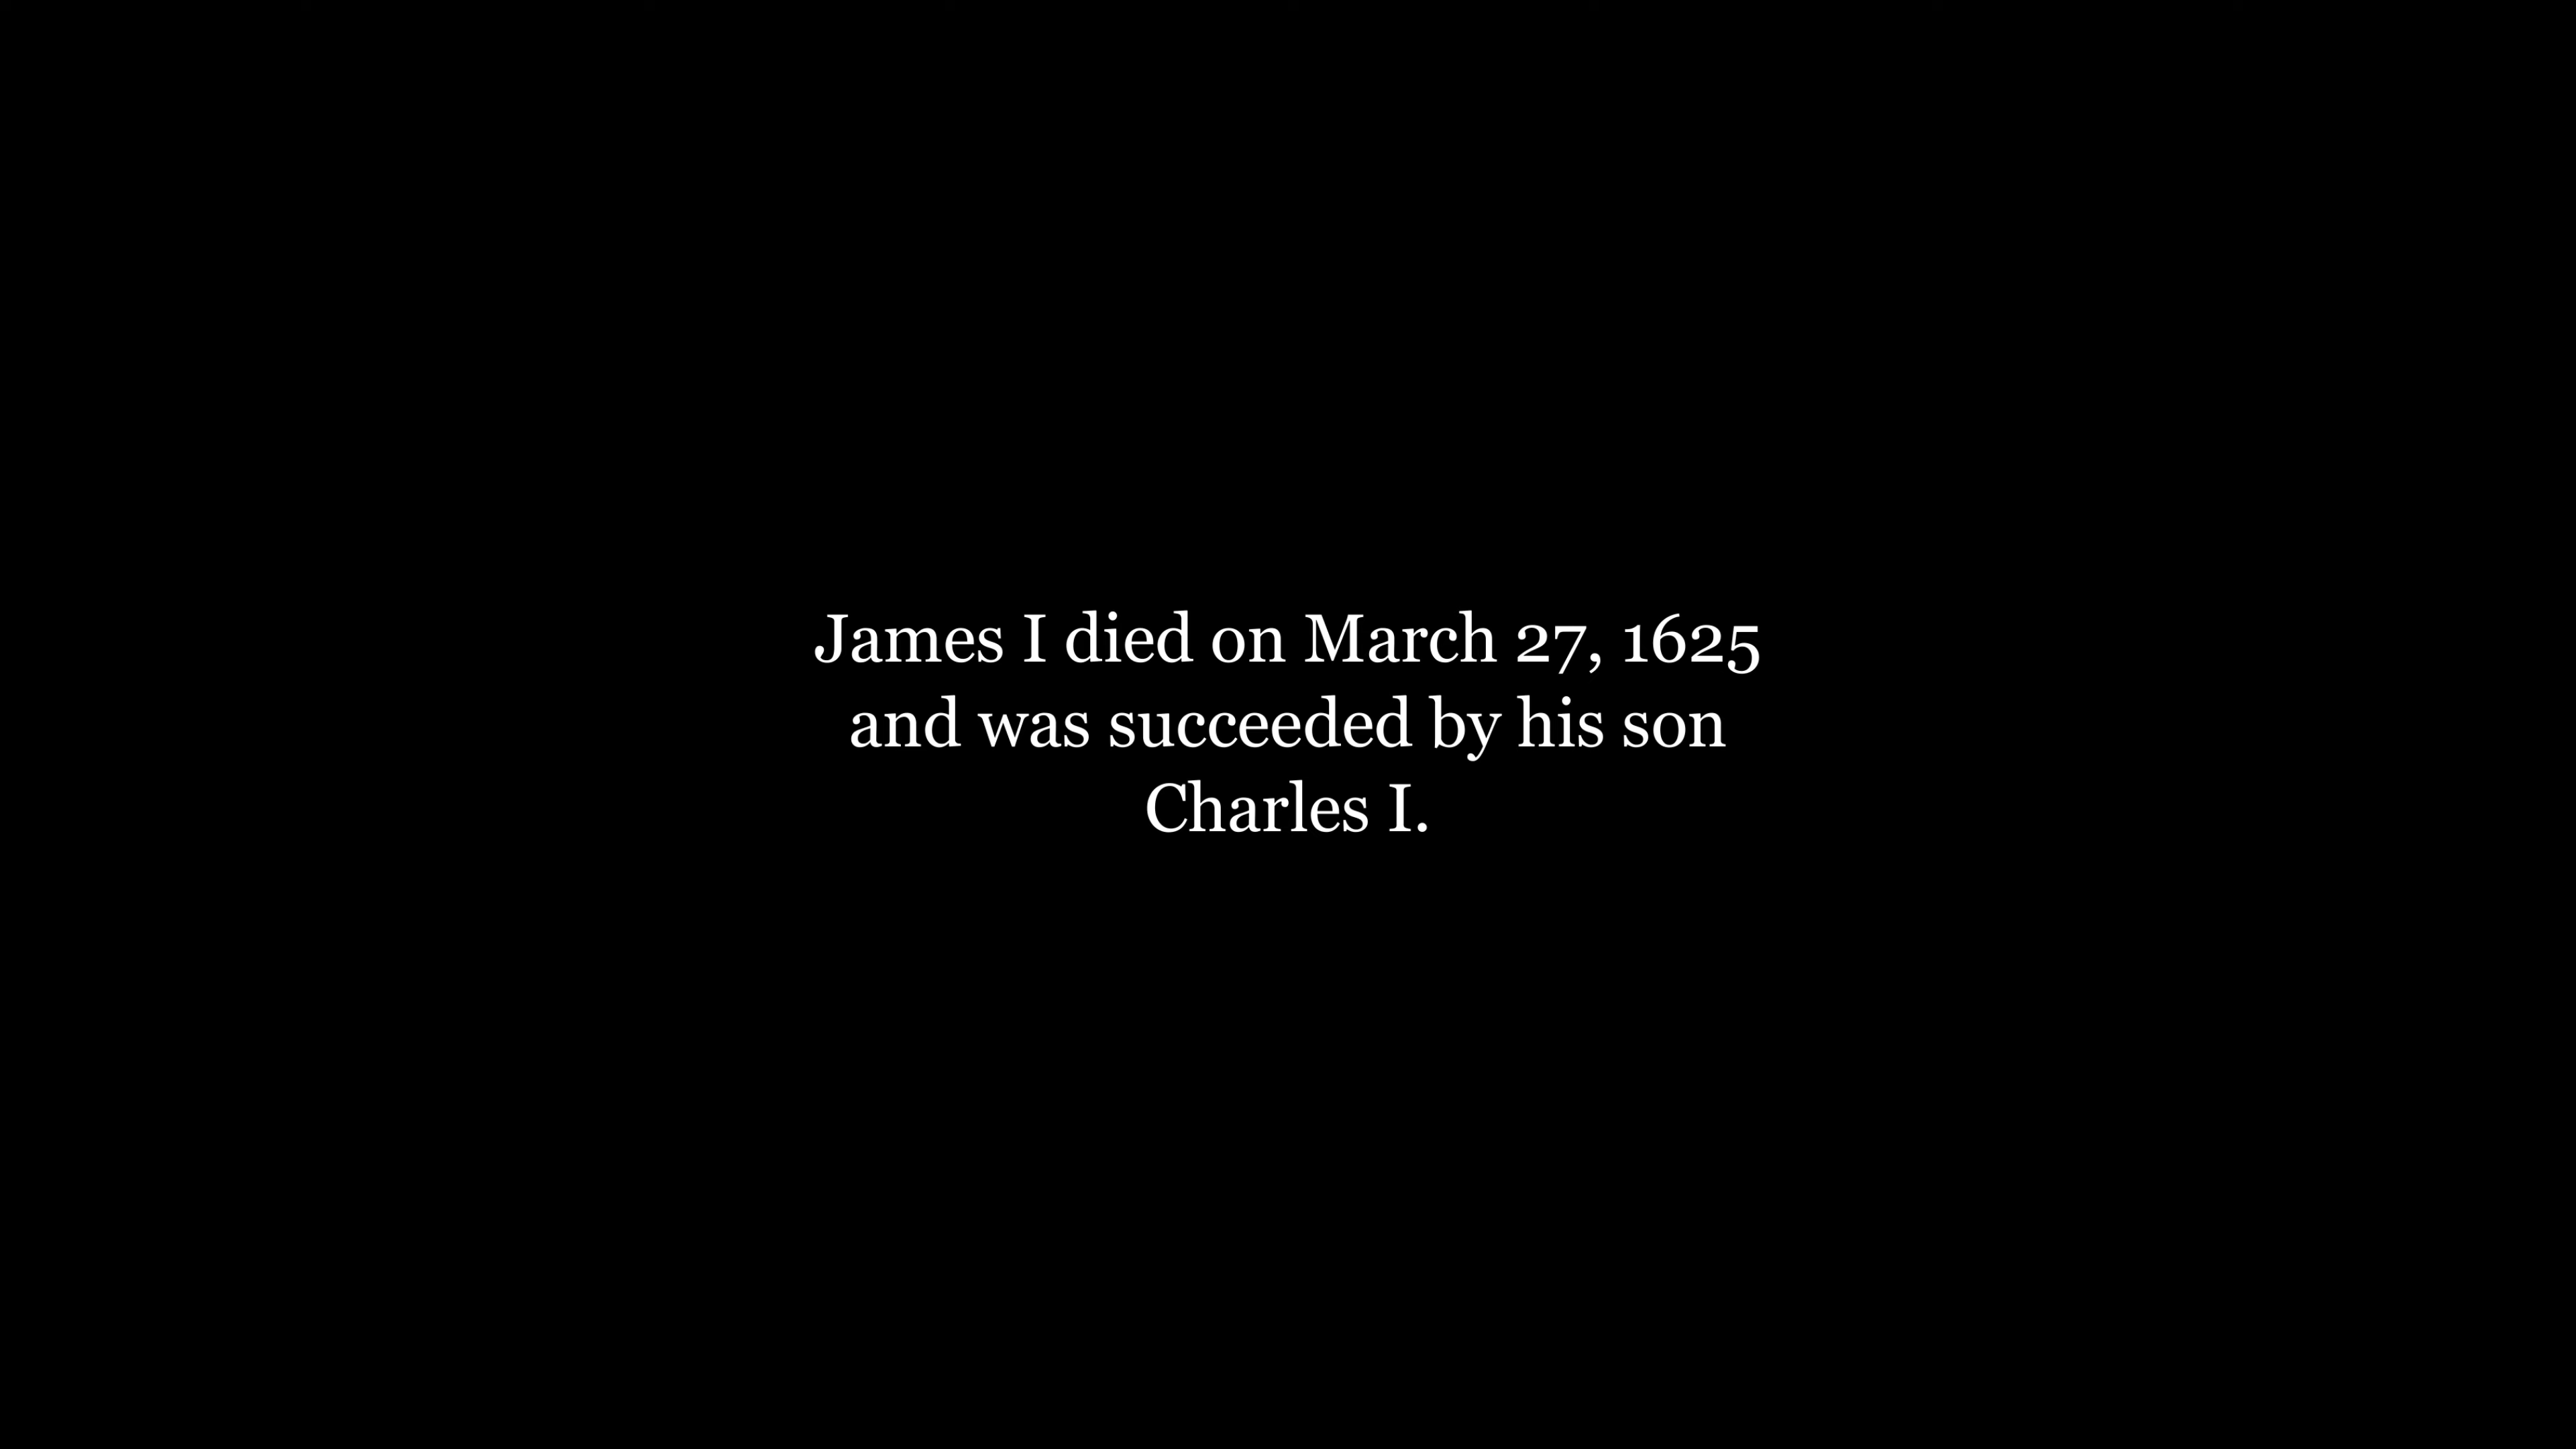 James I died on March 27, 1625
and was succeeded by his son
Charles I.